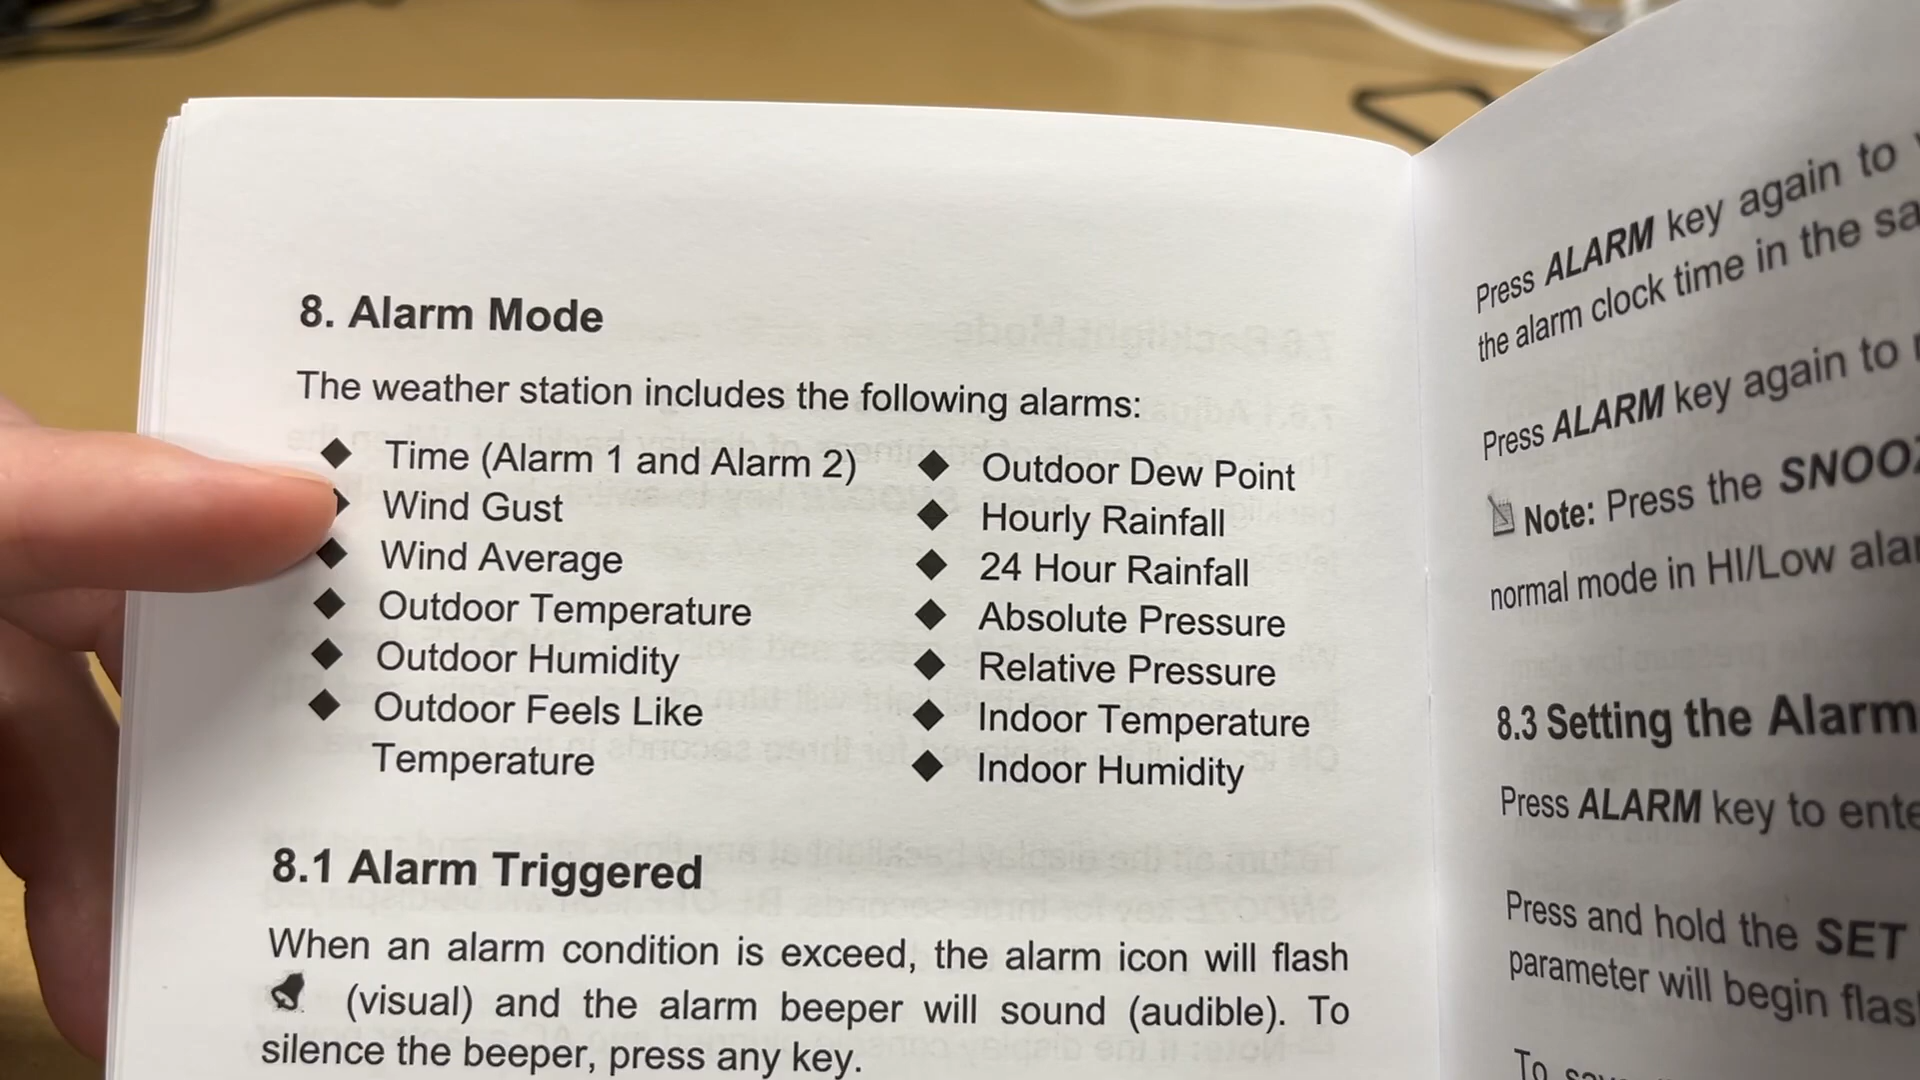 8. Alarm Mode
The weather station includes the following alarms:
◆ Time (Alarm 1 and Alarm 2)
◆ Wind Gust
◆ Wind Average
◆ Outdoor Temperature
◆ Outdoor Humidity
◆ Outdoor Feels Like
Temperature
◆ Outdoor Dew Point
◆ Hourly Rainfall
◆ 24 Hour Rainfall
◆ Absolute Pressure
◆ Relative Pressure
◆ Indoor Temperature
◆ Indoor Humidity
8.1 Alarm Triggered
When an alarm condition is exceed, the alarm icon will flash
(visual) and the alarm beeper will sound (audible). To
silence the beeper, press any key.
Press ALARM key again to
the alarm clock time in the
Press ALARM key again to
Note: Press the
normal mode in HI/Low
8.3 Setting the Alarm
Press ALARM key to
Press and hold the SET
parameter will begin
To